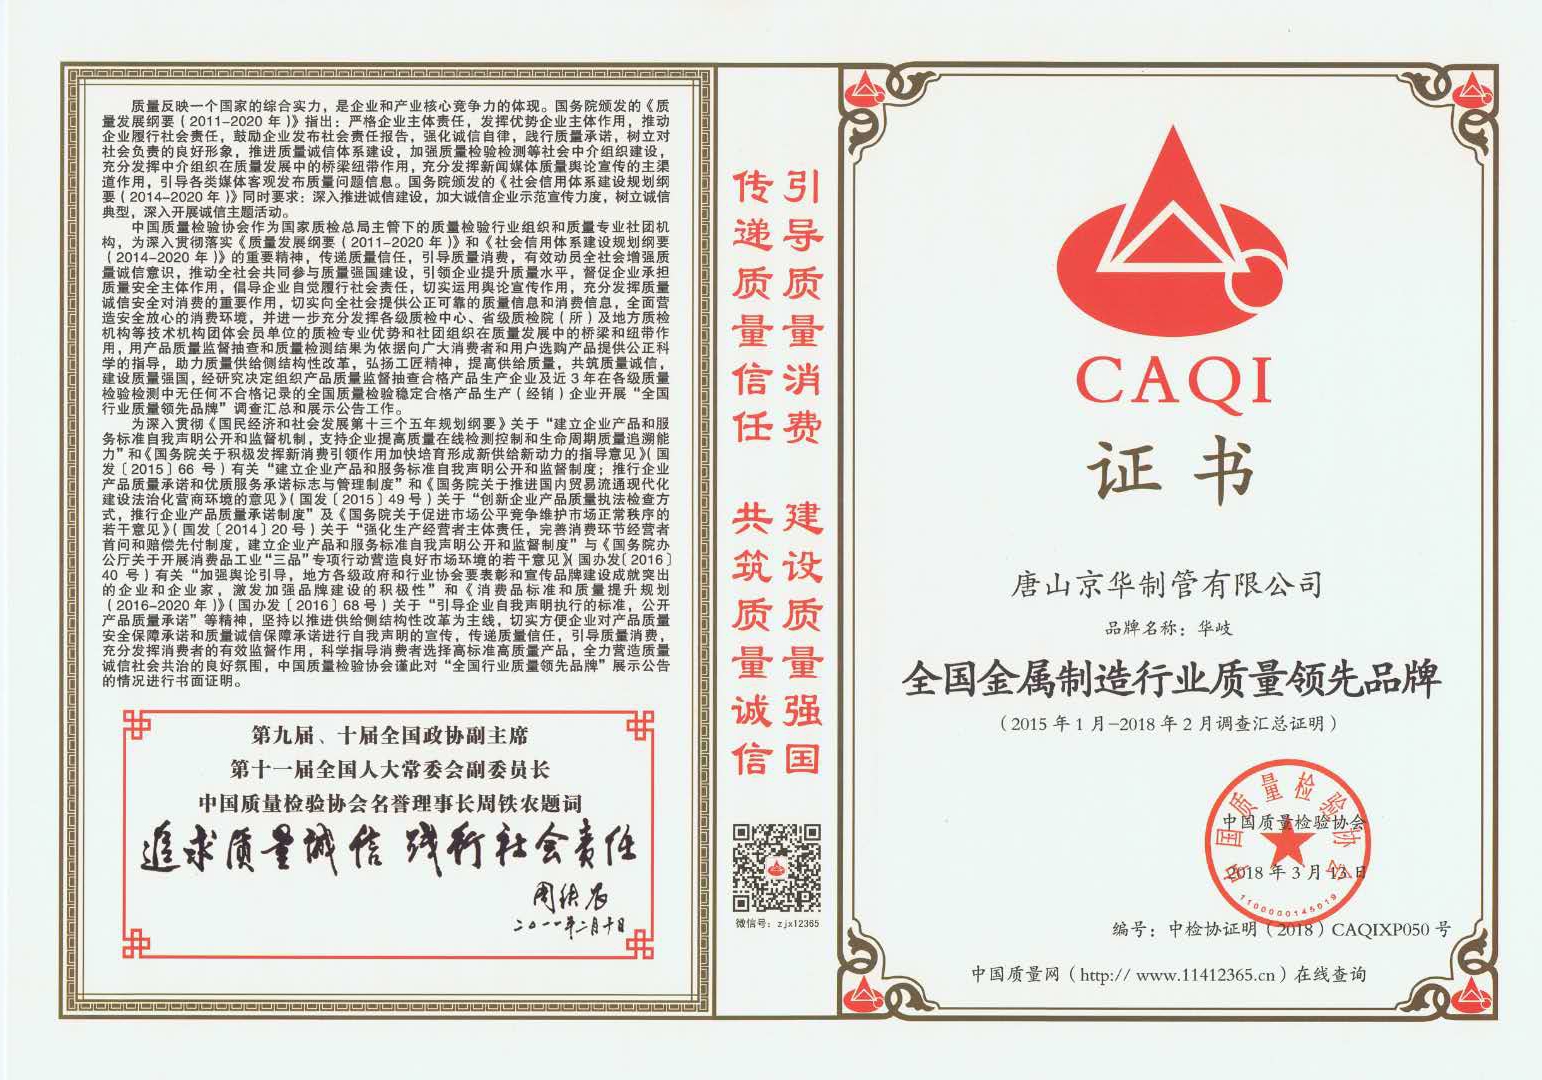 质量反映一个国家的综合实力，是企业和产业核心竞争力的体现。国务院颁发的《质
量发展纲要（2011-2020 年）》指出：严格企业主体责任，发挥优势企业主体作用，推动
企业履行社会责任，鼓励企业发布社会责任报告，强化诚信自律，践行质量承诺，树立对
社会负责的良好形象，推进质量诚信体系建设，加强质量检验检测等社会中介组织建设，
充分发挥中介组织在质量发展中的桥梁纽带作用，充分发挥新闻媒体质量舆论宣传的主渠
道作用，引导各类媒体客观发布质量问题信息。国务院颁发的《社会信用体系建设规划纲
要（2014-2020 年）》同时要求：深入推进诚信建设，加大诚信企业示范宣传力度，树立诚信
典型，深入开展诚信主题活动。
中国质量检验协会作为国家质检总局主管下的质量检验行业组织和质量专业社团机
构，为深入贯彻落实《质量发展纲要（2011-2020 年）》和《社会信用体系建设规划纲要
（2014-2020 年）》的重要精神，传递质量信任，引导质量消费，有效动员全社会增强质
量诚信意识，推动全社会共同参与质量强国建设，引领企业提升质量水平，督促企业承担
质量安全主体作用，倡导企业自觉履行社会责任，切实运用舆论宣传作用，充分发挥质量
诚信安全对消费的重要作用，切实向全社会提供公正可靠的质量信息和消费信息，全面营
造安全放心的消费环境，并进一步充分发挥各级质检中心、省级质检院（所）及地方质检
机构等技术机构团体会员单位的质检专业优势和社团组织在质量发展中的桥梁和纽带作
用，用产品质量监督抽查和质量检测结果为依据向广大消费者和用户选购产品提供公正科
学的指导，助力质量供给侧结构性改革，弘扬工匠精神，提高供给质量，共筑质量诚信，
建设质量强国，经研究决定组织产品质量监督抽查合格产品生产企业及近 3 年在各级质量
检验检测中无任何不合格记录的全国质量检验稳定合格产品生产（经销）企业开展“全国
行业质量领先品牌”调查汇总和展示公告工作。
为深入贯彻《国民经济和社会发展第十三个五年规划纲要》关于“建立企业产品和服
务标准自我声明公开和监督机制，支持企业提高质量在线检测控制和生命周期质量追溯能
力”和《国务院关于积极发挥新消费引领作用加快培育形成新供给新动力的指导意见》（国
发〔2015〕66 号）有关“建立企业产品和服务标准自我声明公开和监督制度；推行企业
产品质量承诺和优质服务承诺标志与管理制度”和《国务院关于推进国内贸易流通现代化
建设法治化营商环境的意见》（国发〔2015〕49 号）关于“创新企业产品质量执法检查方
式，推行企业产品质量承诺制度”及《国务院关于促进市场公平竞争维护市场正常秩序的
若干意见》（国发〔2014〕20 号）关于“强化生产经营者主体责任，完善消费环节经营者
首问和赔偿先付制度，建立企业产品和服务标准自我声明公开和监督制度”与《国务院办
公厅关于开展消费品工业“三品”专项行动营造良好市场环境的若干意见》（国办发〔2016〕
40 号）有关“加强舆论引导，地方各级政府和行业协会要表彰和宣传品牌建设成就突出
的企业和企业家，激发加强品牌建设的积极性”和《消费品标准和质量提升规划
（2016-2020 年）》（国办发〔2016〕68 号）关于“引导企业自我声明执行的标准，公开
产品质量承诺”等精神，坚持以推进供给侧结构性改革为主线，切实方便企业对产品质量
安全保障承诺和质量诚信保障承诺进行自我声明的宣传，传递质量信任，引导质量消费，
充分发挥消费者的有效监督作用，科学指导消费者选择高标准高质量产品，全力营造质量
诚信社会共治的良好氛围，中国质量检验协会谨此对“全国行业质量领先品牌”展示公告
的情况进行书面证明。
第九届、十届全国政协副主席
第十一届全国人大常委会副委员长
中国质量检验协会名誉理事长周铁农题词
追求质量诚信 践行社会责任
周铁农
二〇一一年二月十日
引导质量消费 建设质量强国
传递质量信任 共筑质量诚信
微信号：zjx12365
CAQI
证书
唐山京华制管有限公司
品牌名称：华岐
全国金属制造行业质量领先品牌
（2015 年 1 月-2018 年 2 月调查汇总证明）
中国质量检验协会
中国质量检验协会
2018 年 3 月 13 日
1100000145019
编号：中检协证明（2018）CAQIXP050 号
中国质量网（http:// www.11412365.cn）在线查询